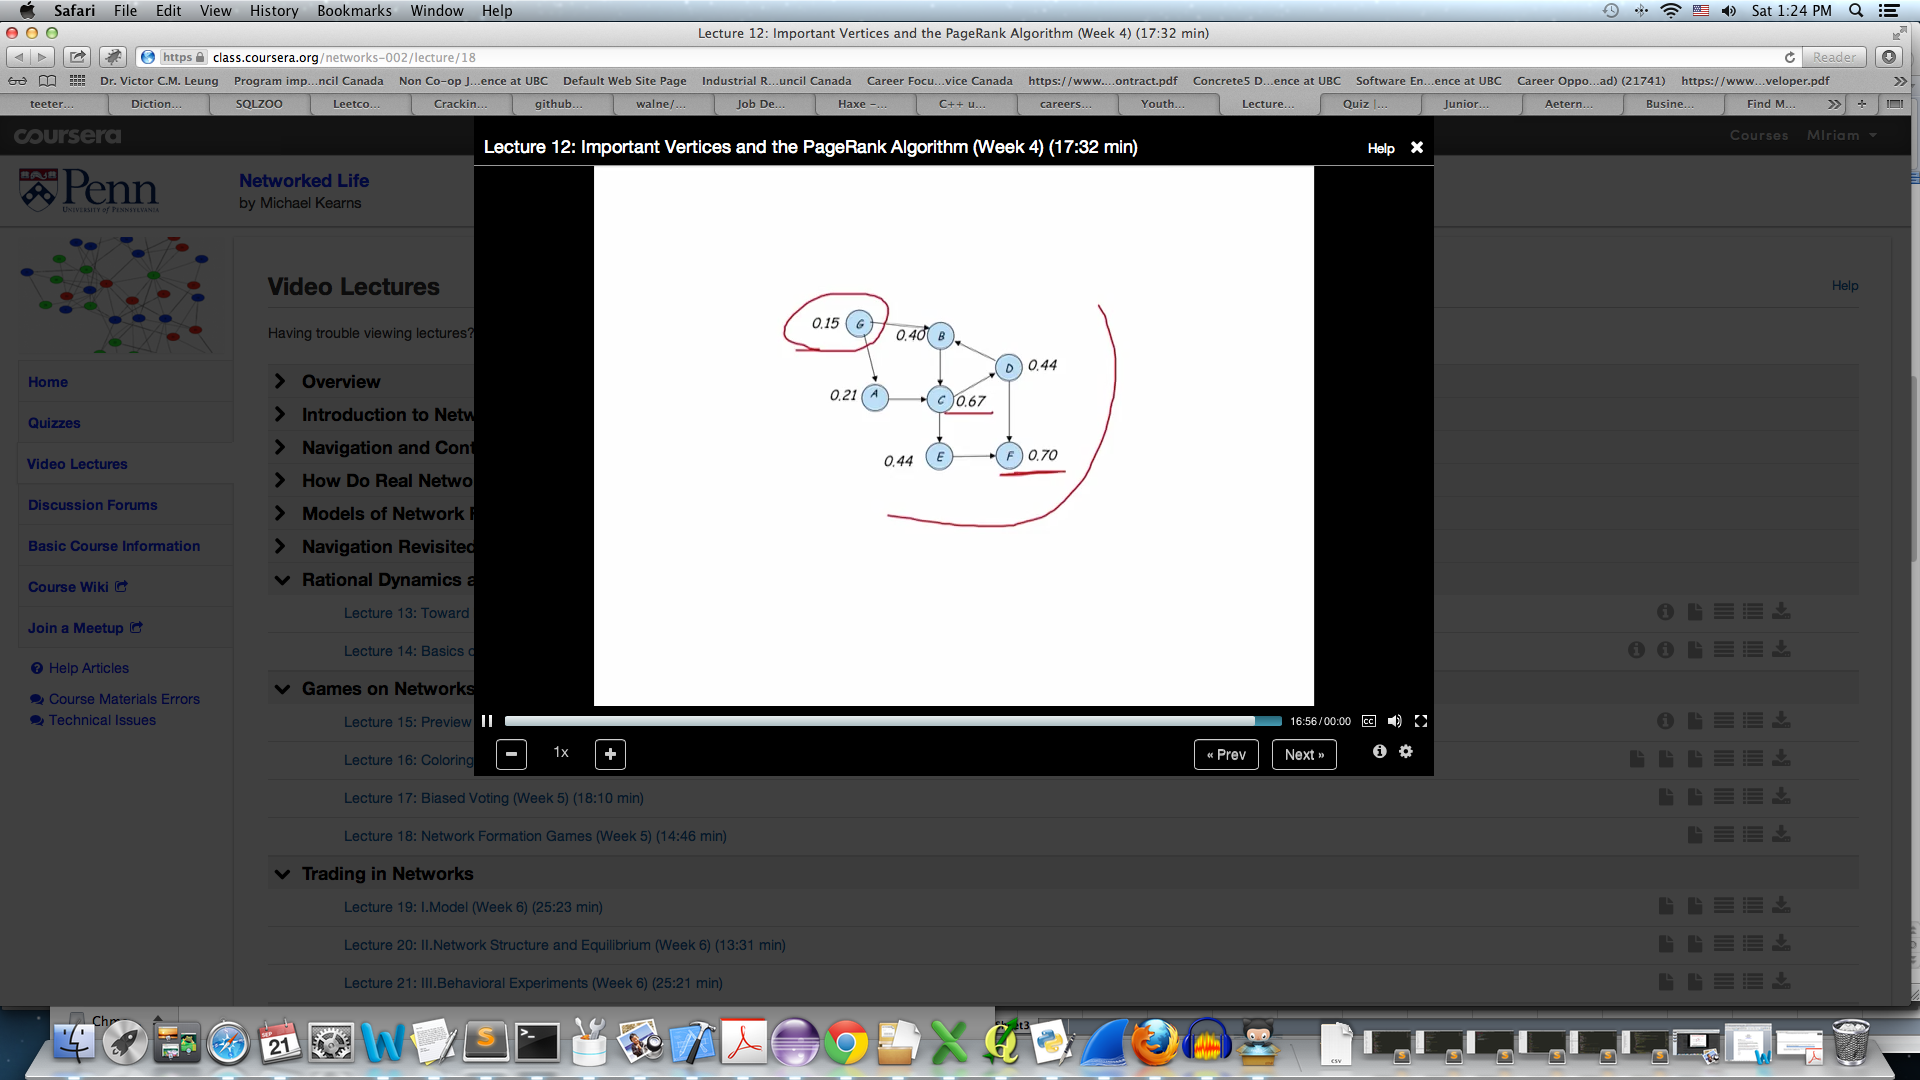 Safari File Edit View History Bookmarks Window Help Sat 1:24 PM
Lecture 12: Important Vertices and the PageRank Algorithm (Week 4) (17:32 min)
https class.coursera.org/networks-002/lecture/18 Reader
Dr. Victor C.M. Leung Program imp...ncil Canada Non Co-op J...ence at UBC Default Web Site Page Industrial R...uncil Canada Career Focu...vice Canada https://www...ontract.pdf Concrete5 D...ence at UBC Software En...ence at UBC Career Oppo...ad) (21741) https://www...veloper.pdf
teeter... Diction... SQLZOO Leetco... Crackin... github... walne/... Job De... Haxe –... C++ u... careers... Youth... Lecture... Quiz |... Junior... Aetern... Busine... Find M...
coursera Courses MIriam
Lecture 12: Important Vertices and the PageRank Algorithm (Week 4) (17:32 min) Help
Penn
UNIVERSITY OF PENNSYLVANIA
Networked Life
by Michael Kearns
Video Lectures Help
Having trouble viewing lectures?
Home
Quizzes
Video Lectures
Discussion Forums
Basic Course Information
Course Wiki
Join a Meetup
Help Articles
Course Materials Errors
Technical Issues
Overview
Introduction to Netw
Navigation and Cont
How Do Real Netwo
Models of Network F
Navigation Revisited
Rational Dynamics a
Lecture 13: Toward
Lecture 14: Basics o
Games on Networks
Lecture 15: Preview
Lecture 16: Coloring
Lecture 17: Biased Voting (Week 5) (18:10 min)
Lecture 18: Network Formation Games (Week 5) (14:46 min)
Trading in Networks
Lecture 19: I.Model (Week 6) (25:23 min)
Lecture 20: II.Network Structure and Equilibrium (Week 6) (13:31 min)
Lecture 21: III.Behavioral Experiments (Week 6) (25:21 min)
0.15 G
0.40 B
D 0.44
0.21 A
C 0.67
0.44 E
F 0.70
16:56/00:00 CC
1x
« Prev Next »
SEP
21
CSV